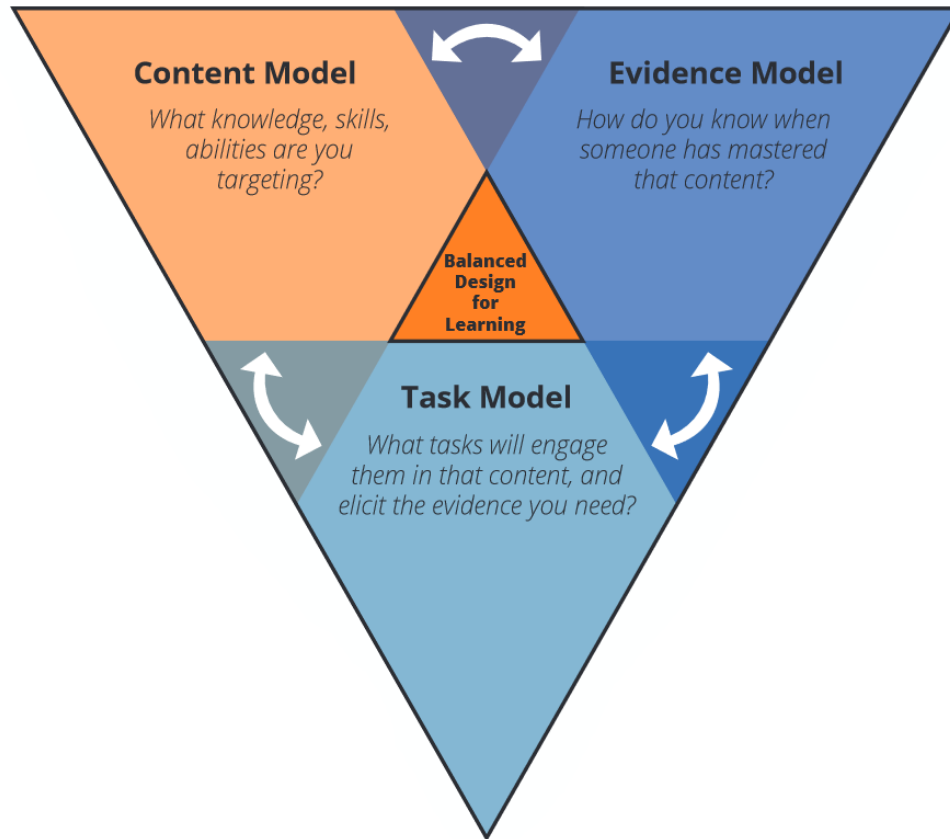 Content Model
What knowledge, skills,
abilities are you
targeting?
Evidence Model
How do you know when
someone has mastered
that content?
Balanced
Design
for
Learning
Task Model
What tasks will engage
them in that content, and
elicit the evidence you need?